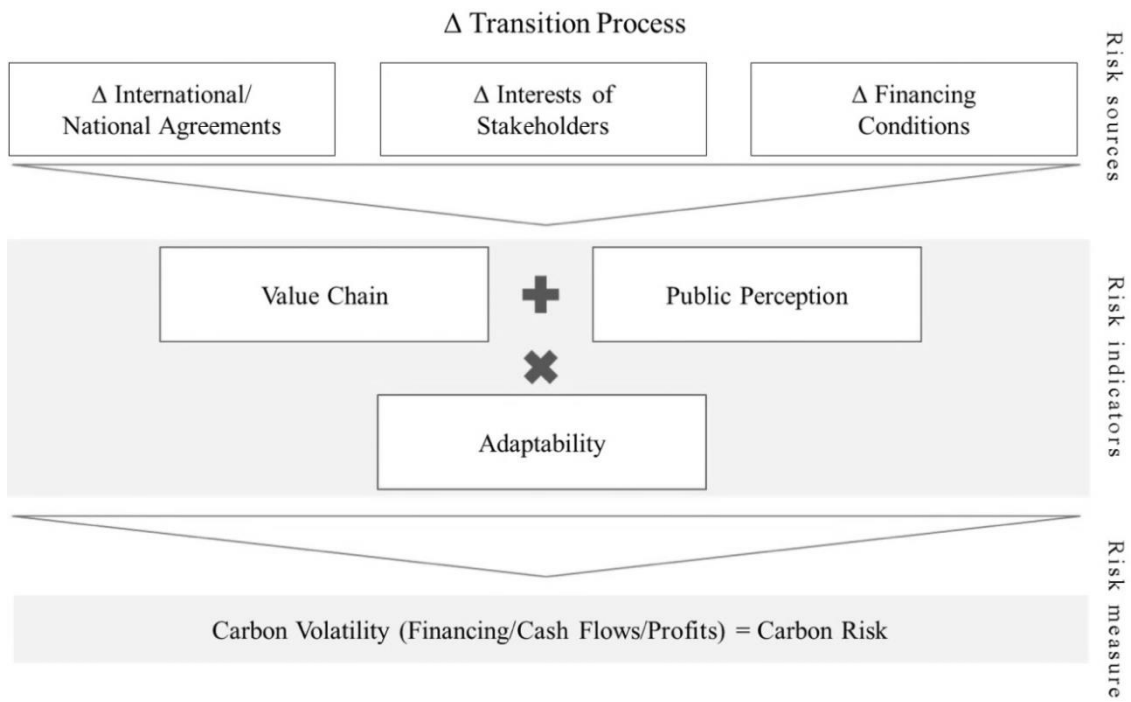 Δ Transition Process
Δ International/
National Agreements
Δ Interests of
Stakeholders
Δ Financing
Conditions
Risk sources
Value Chain
Public Perception
Adaptability
Risk indicators
Carbon Volatility (Financing/Cash Flows/Profits) = Carbon Risk
Risk measure